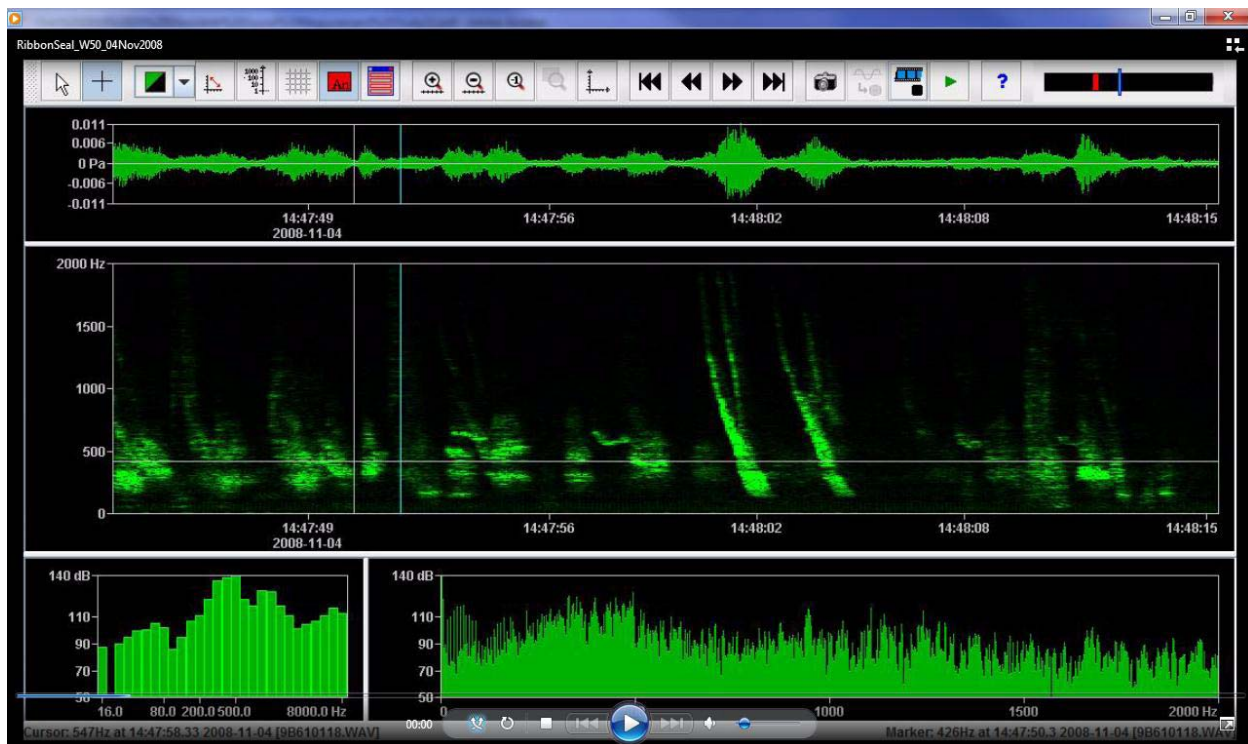 RibbonSeal_W50_04Nov2008
1000
100
10
1
An
?
0.011
0.006
0 Pa
-0.006
-0.011
14:47:49 14:47:56 14:48:02 14:48:08 14:48:15
2008-11-04
2000 Hz
1500
1000
500
0
14:47:49 14:47:56 14:48:02 14:48:08 14:48:15
2008-11-04
140 dB
110
90
70
50
16.0 80.0 200.0 500.0 8000.0 Hz
140 dB
110
90
70
50
0 1000 1500 2000 Hz
00:00
Cursor: 547Hz at 14:47:58.33 2008-11-04 [9B610118.WAV]
Marker: 426Hz at 14:47:50.3 2008-11-04 [9B610118.WAV]